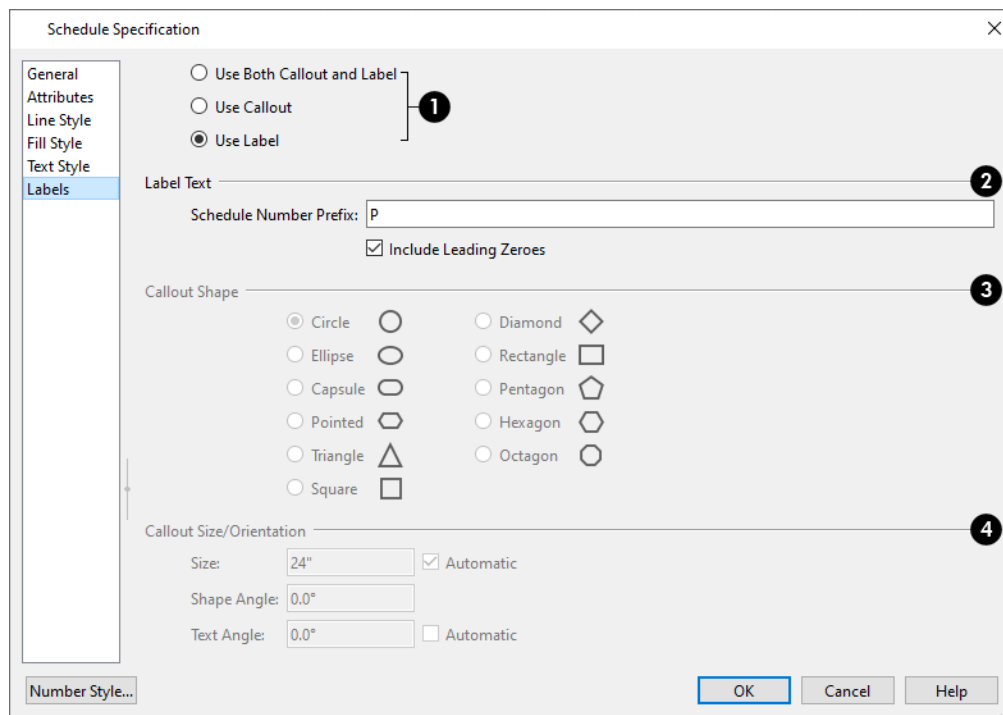 Schedule Specification
General
Attributes
Line Style
Fill Style
Text Style
Labels
Use Both Callout and Label
Use Callout
Use Label
1
Label Text
2
Schedule Number Prefix: P
Include Leading Zeroes
Callout Shape
3
Circle
Diamond
Ellipse
Rectangle
Capsule
Pentagon
Pointed
Hexagon
Triangle
Octagon
Square
Callout Size/Orientation
4
Size: 24" Automatic
Shape Angle: 0.0°
Text Angle: 0.0° Automatic
Number Style...
OK
Cancel
Help